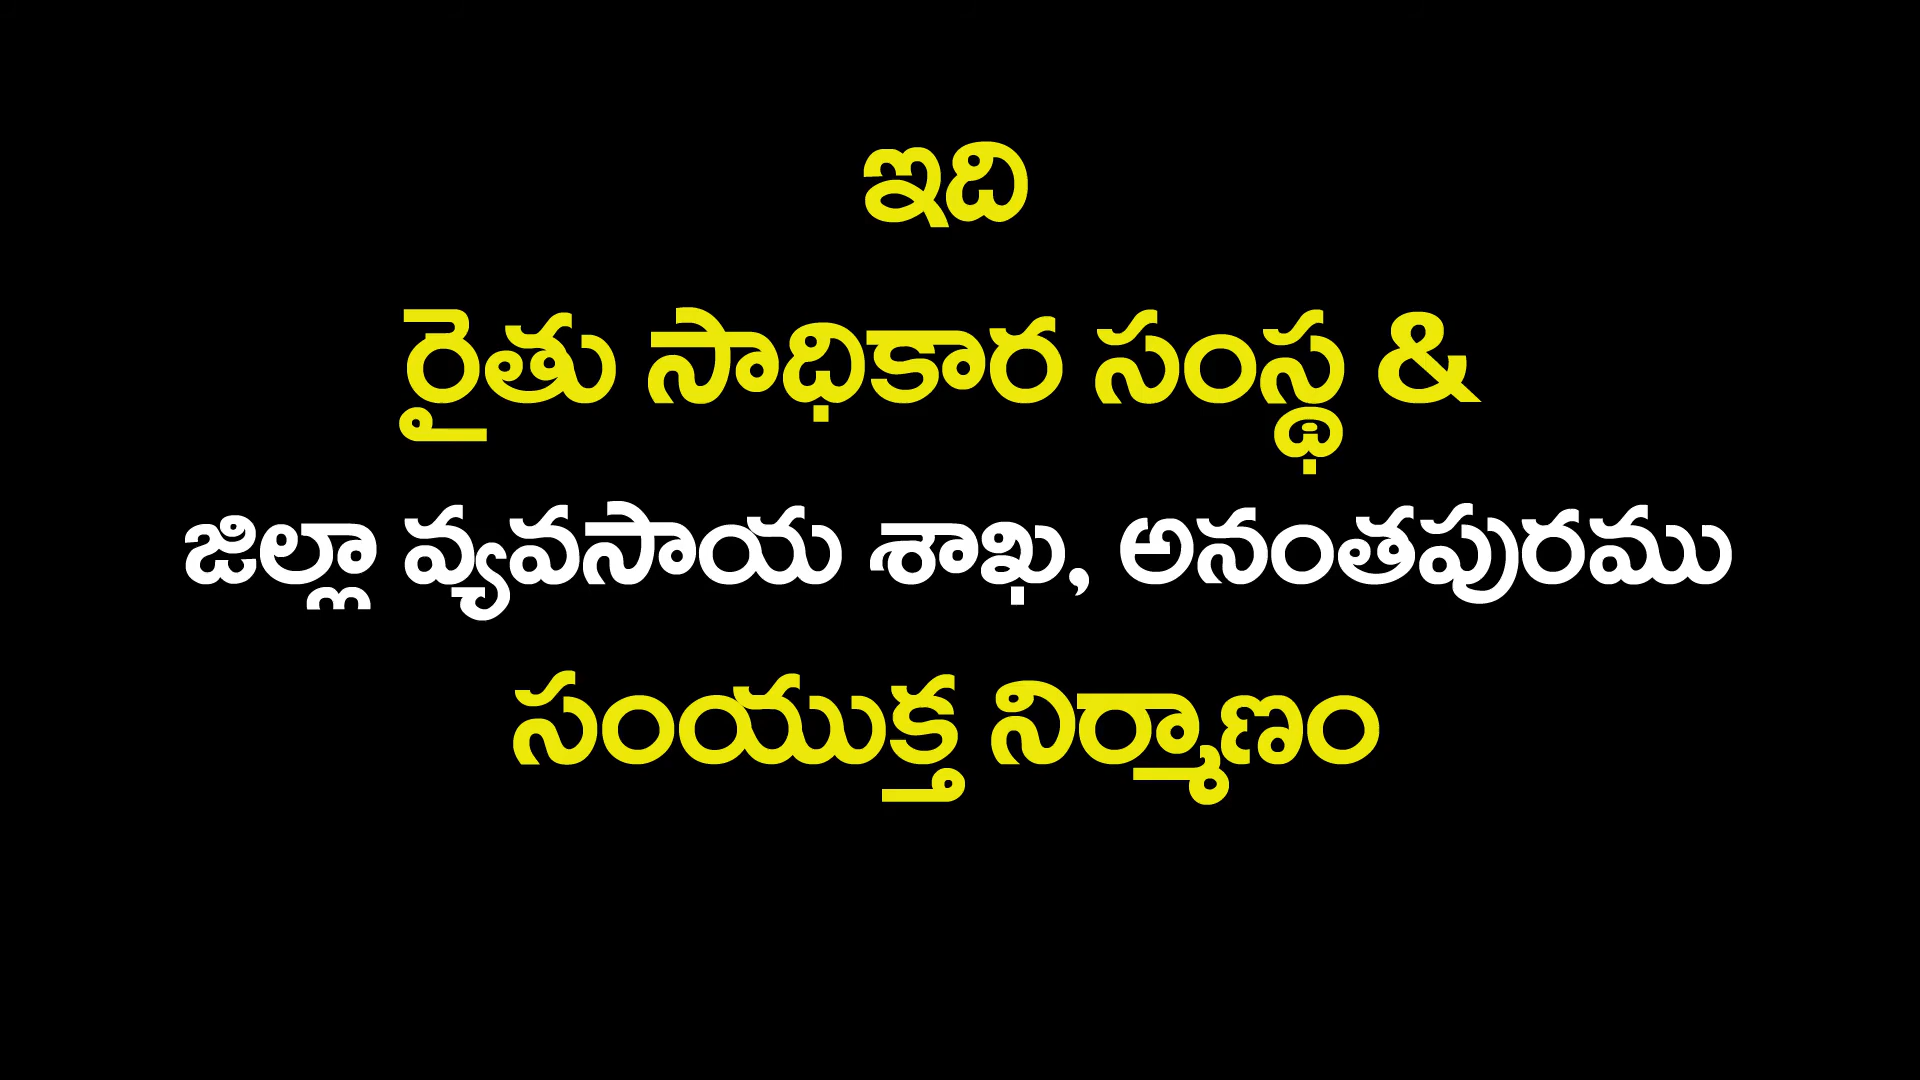 ఇది
రైతు సాధికార సంస్థ &
జిల్లా వ్యవసాయ శాఖ, అనంతపురము
సంయుక్త నిర్మాణం